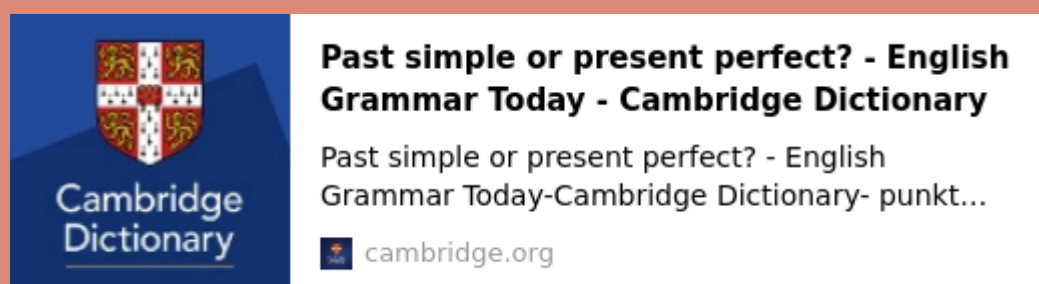 Cambridge
Dictionary
Past simple or present perfect? - English
Grammar Today - Cambridge Dictionary
Past simple or present perfect? - English
Grammar Today-Cambridge Dictionary- punkt...
cambridge.org